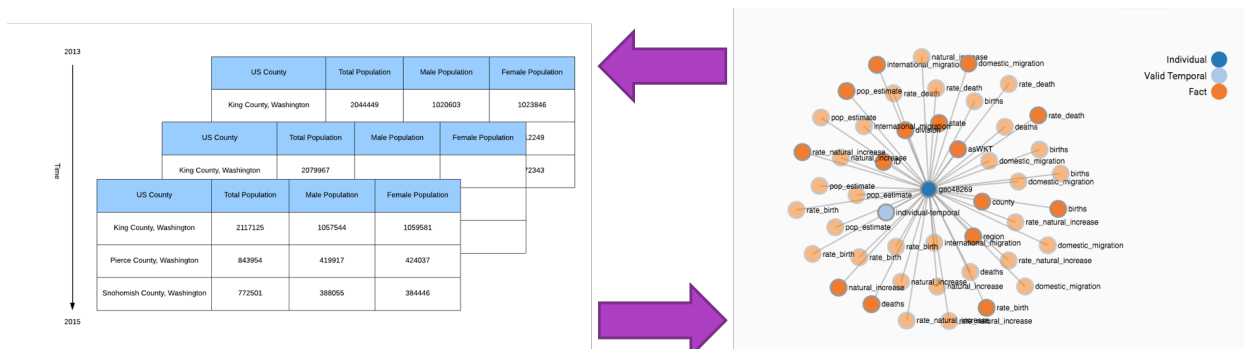 2013
Time
2015
US County Total Population Male Population Female Population
King County, Washington 2044449 1020603 1023846
US County Total Population Male Population Female Population
King County, Washington 2079967
US County Total Population Male Population Female Population
King County, Washington 2117125 1057544 1059581
Pierce County, Washington 843954 419917 424037
Snohomish County, Washington 772501 388055 384446
Individual
Valid Temporal
Fact
natural_increase
domestic_migration
rate_death
rate_death
rate_death
pop_estimate
births
rate_death
pop_estimate
state
division
deaths
asWKT
births
rate_natural_increase
natural_increase
domestic_migration
births
domestic_migration
geo48269
pop_estimate
pop_estimate
county
births
rate_birth
individual-temporal
rate_natural_increase
pop_estimate
region
international_migration
domestic_migration
rate_birth
rate_birth
rate_birth
rate_natural_increase
deaths
natural_increase
natural_increase
domestic_migration
natural_increase
deaths
rate_birth